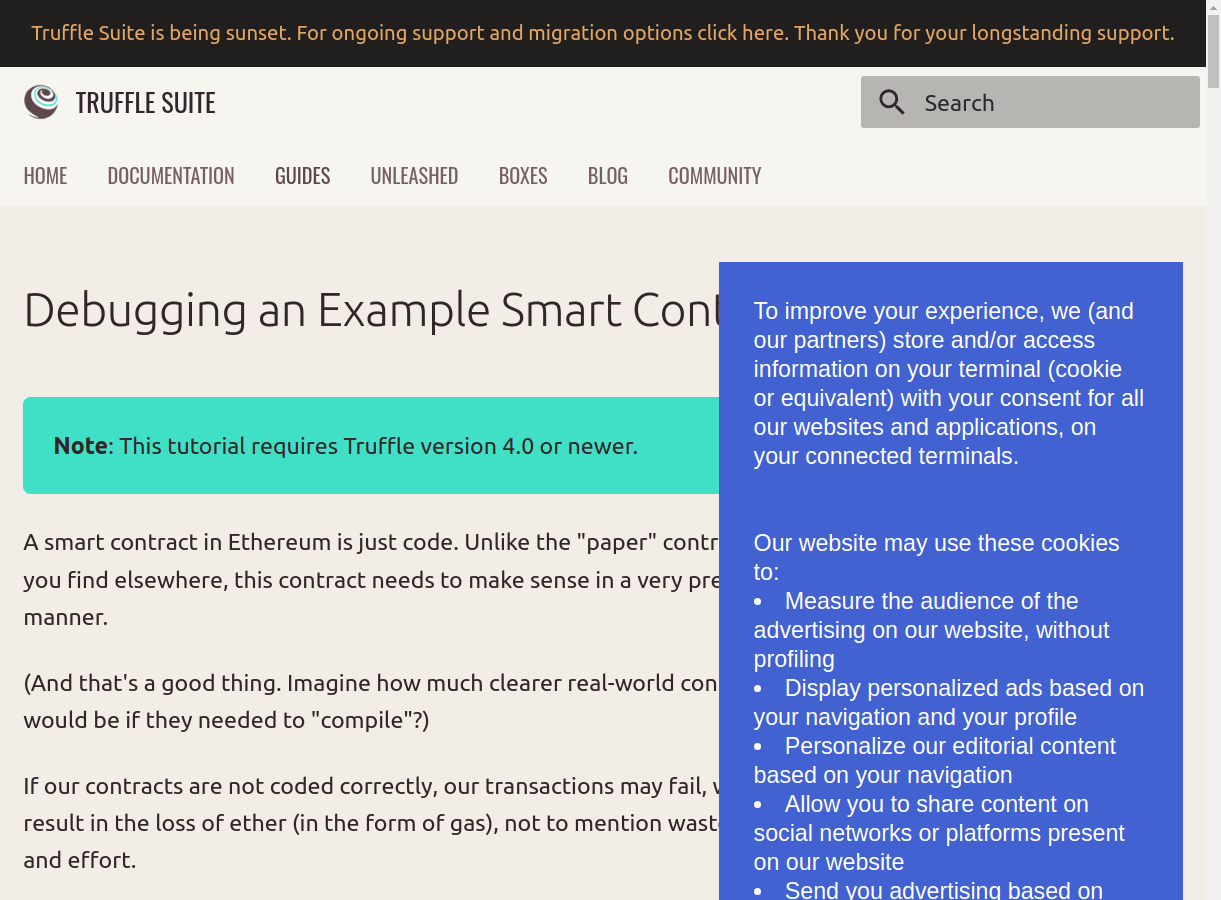 Truffle Suite is being sunset. For ongoing support and migration options click here. Thank you for your longstanding support.
TRUFFLE SUITE
Search
HOME DOCUMENTATION GUIDES UNLEASHED BOXES BLOG COMMUNITY
Debugging an Example Smart Cont
Note: This tutorial requires Truffle version 4.0 or newer.
A smart contract in Ethereum is just code. Unlike the "paper" contr
you find elsewhere, this contract needs to make sense in a very pre
manner.
(And that's a good thing. Imagine how much clearer real-world con
would be if they needed to "compile"?)
If our contracts are not coded correctly, our transactions may fail,
result in the loss of ether (in the form of gas), not to mention wast
and effort.
To improve your experience, we (and
our partners) store and/or access
information on your terminal (cookie
or equivalent) with your consent for all
our websites and applications, on
your connected terminals.
Our website may use these cookies
to:
• Measure the audience of the
advertising on our website, without
profiling
• Display personalized ads based on
your navigation and your profile
• Personalize our editorial content
based on your navigation
• Allow you to share content on
social networks or platforms present
on our website
• Send you advertising based on